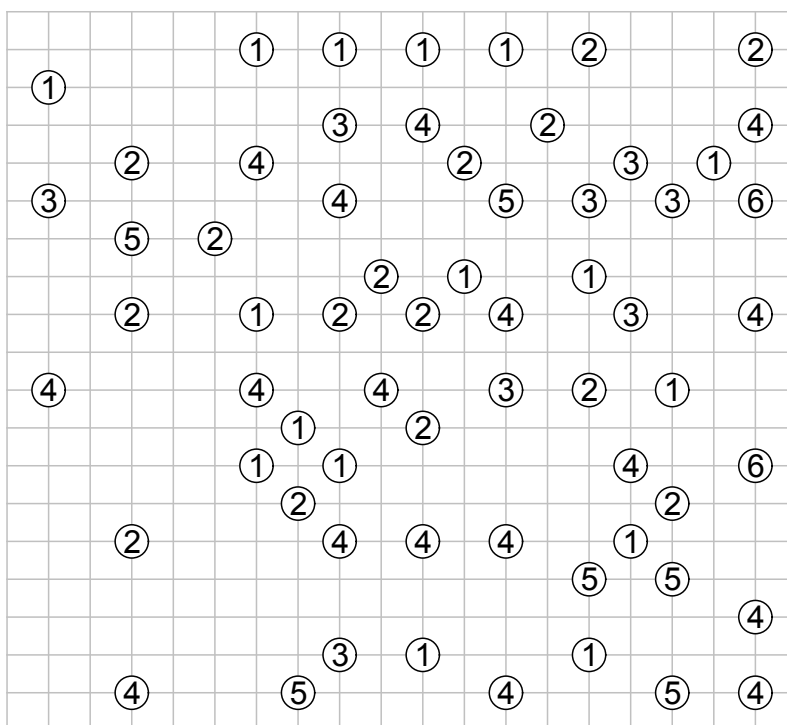 1 1 1 1 2 2
1
3 4 2 4
2 4 2 3 1
3 4 5 3 3 6
5 2
2 1 1
2 1 2 2 4 3 4
4 4 4 3 2 1
1 2
1 1 4 6
2 2
2 4 4 4 1
5 5
4
3 1 1
4 5 4 5 4